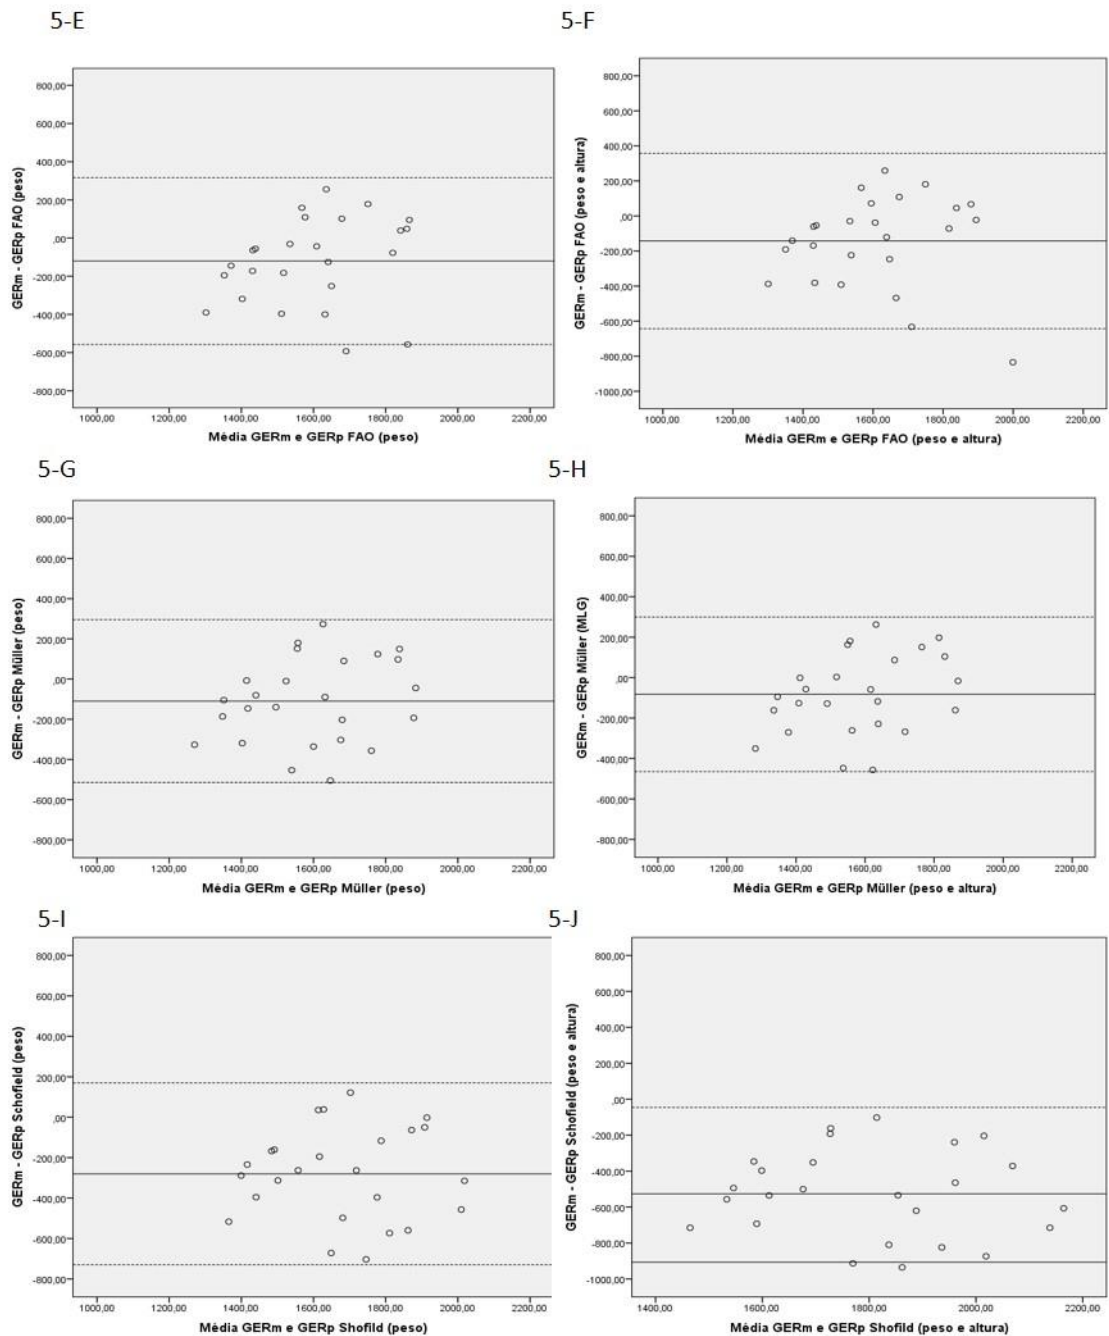 5-E
5-F
GERm - GERp FAO (peso)
800,00
600,00
400,00
200,00
,00
-200,00
-400,00
-600,00
-800,00
1000,00 1200,00 1400,00 1600,00 1800,00 2000,00 2200,00
Média GERm e GERp FAO (peso)
GERm - GERp FAO (peso e altura)
800,00
600,00
400,00
200,00
,00
-200,00
-400,00
-600,00
-800,00
-1000,00
1000,00 1200,00 1400,00 1600,00 1800,00 2000,00 2200,00
Média GERm e GERp FAO (peso e altura)
5-G
5-H
GERm - GERp Müller (peso)
800,00
600,00
400,00
200,00
,00
-200,00
-400,00
-600,00
-800,00
1000,00 1200,00 1400,00 1600,00 1800,00 2000,00 2200,00
Média GERm e GERp Müller (peso)
GERm - GERp Müller (MLG)
800,00
600,00
400,00
200,00
,00
-200,00
-400,00
-600,00
-800,00
1000,00 1200,00 1400,00 1600,00 1800,00 2000,00 2200,00
Média GERm e GERp Müller (peso e altura)
5-I
5-J
GERm - GERp Schofield (peso)
800,00
600,00
400,00
200,00
,00
-200,00
-400,00
-600,00
-800,00
1000,00 1200,00 1400,00 1600,00 1800,00 2000,00 2200,00
Média GERm e GERp Shofild (peso)
GERm - GERp Schofield (peso e altura)
800,00
600,00
400,00
200,00
,00
-200,00
-400,00
-600,00
-800,00
-1000,00
1400,00 1600,00 1800,00 2000,00 2200,00
Média GERm e GERp Shofild (peso e altura)